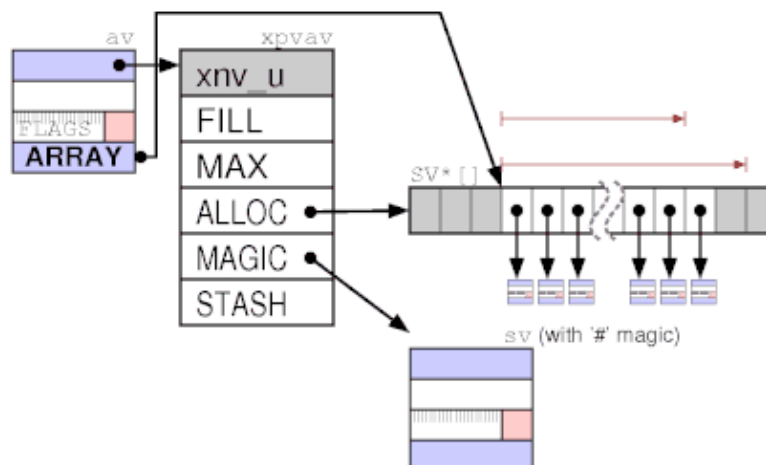 av
xpvav
FLAGS
ARRAY
xnv_u
FILL
MAX
ALLOC
MAGIC
STASH
SV*[]
sv (with '#' magic)